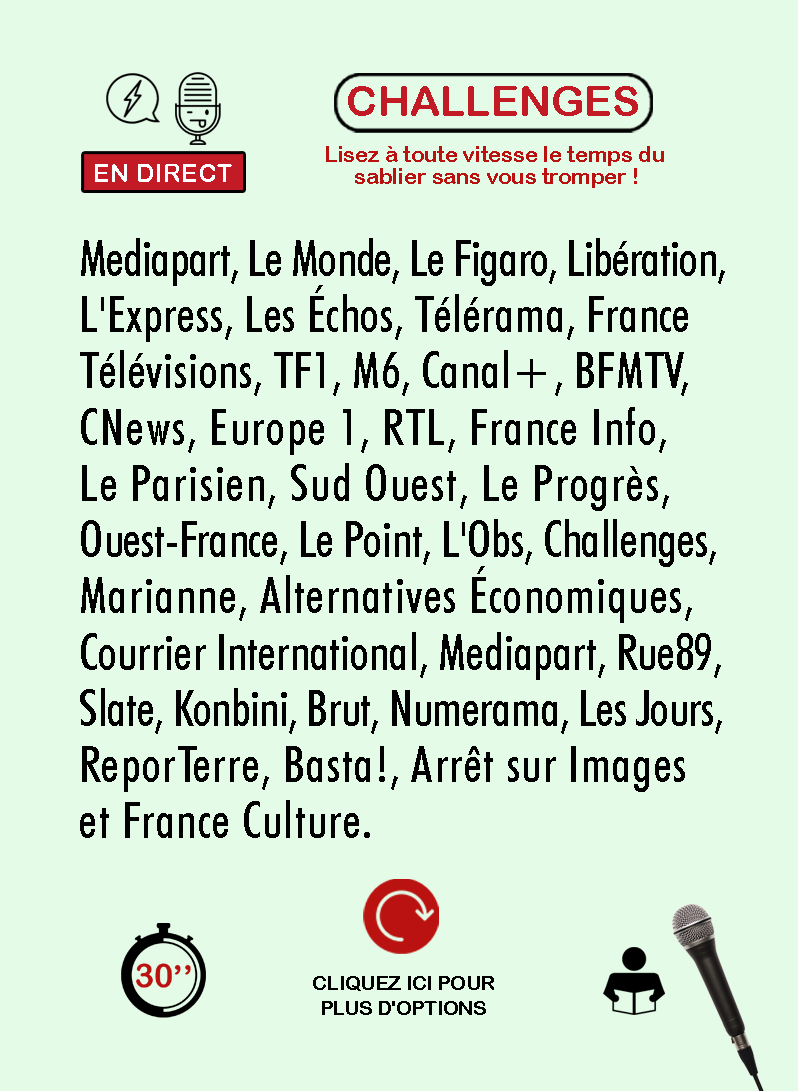 EN DIRECT
CHALLENGES
Lisez à toute vitesse le temps du
sablier sans vous tromper !
Mediapart, Le Monde, Le Figaro, Libération,
L'Express, Les Échos, Télérama, France
Télévisions, TF1, M6, Canal+, BFMTV,
CNews, Europe 1, RTL, France Info,
Le Parisien, Sud Ouest, Le Progrès,
Ouest-France, Le Point, L'Obs, Challenges,
Marianne, Alternatives Économiques,
Courrier International, Mediapart, Rue89,
Slate, Konbini, Brut, Numerama, Les Jours,
ReporTerre, Basta!, Arrêt sur Images
et France Culture.
30’’
CLIQUEZ ICI POUR
PLUS D'OPTIONS